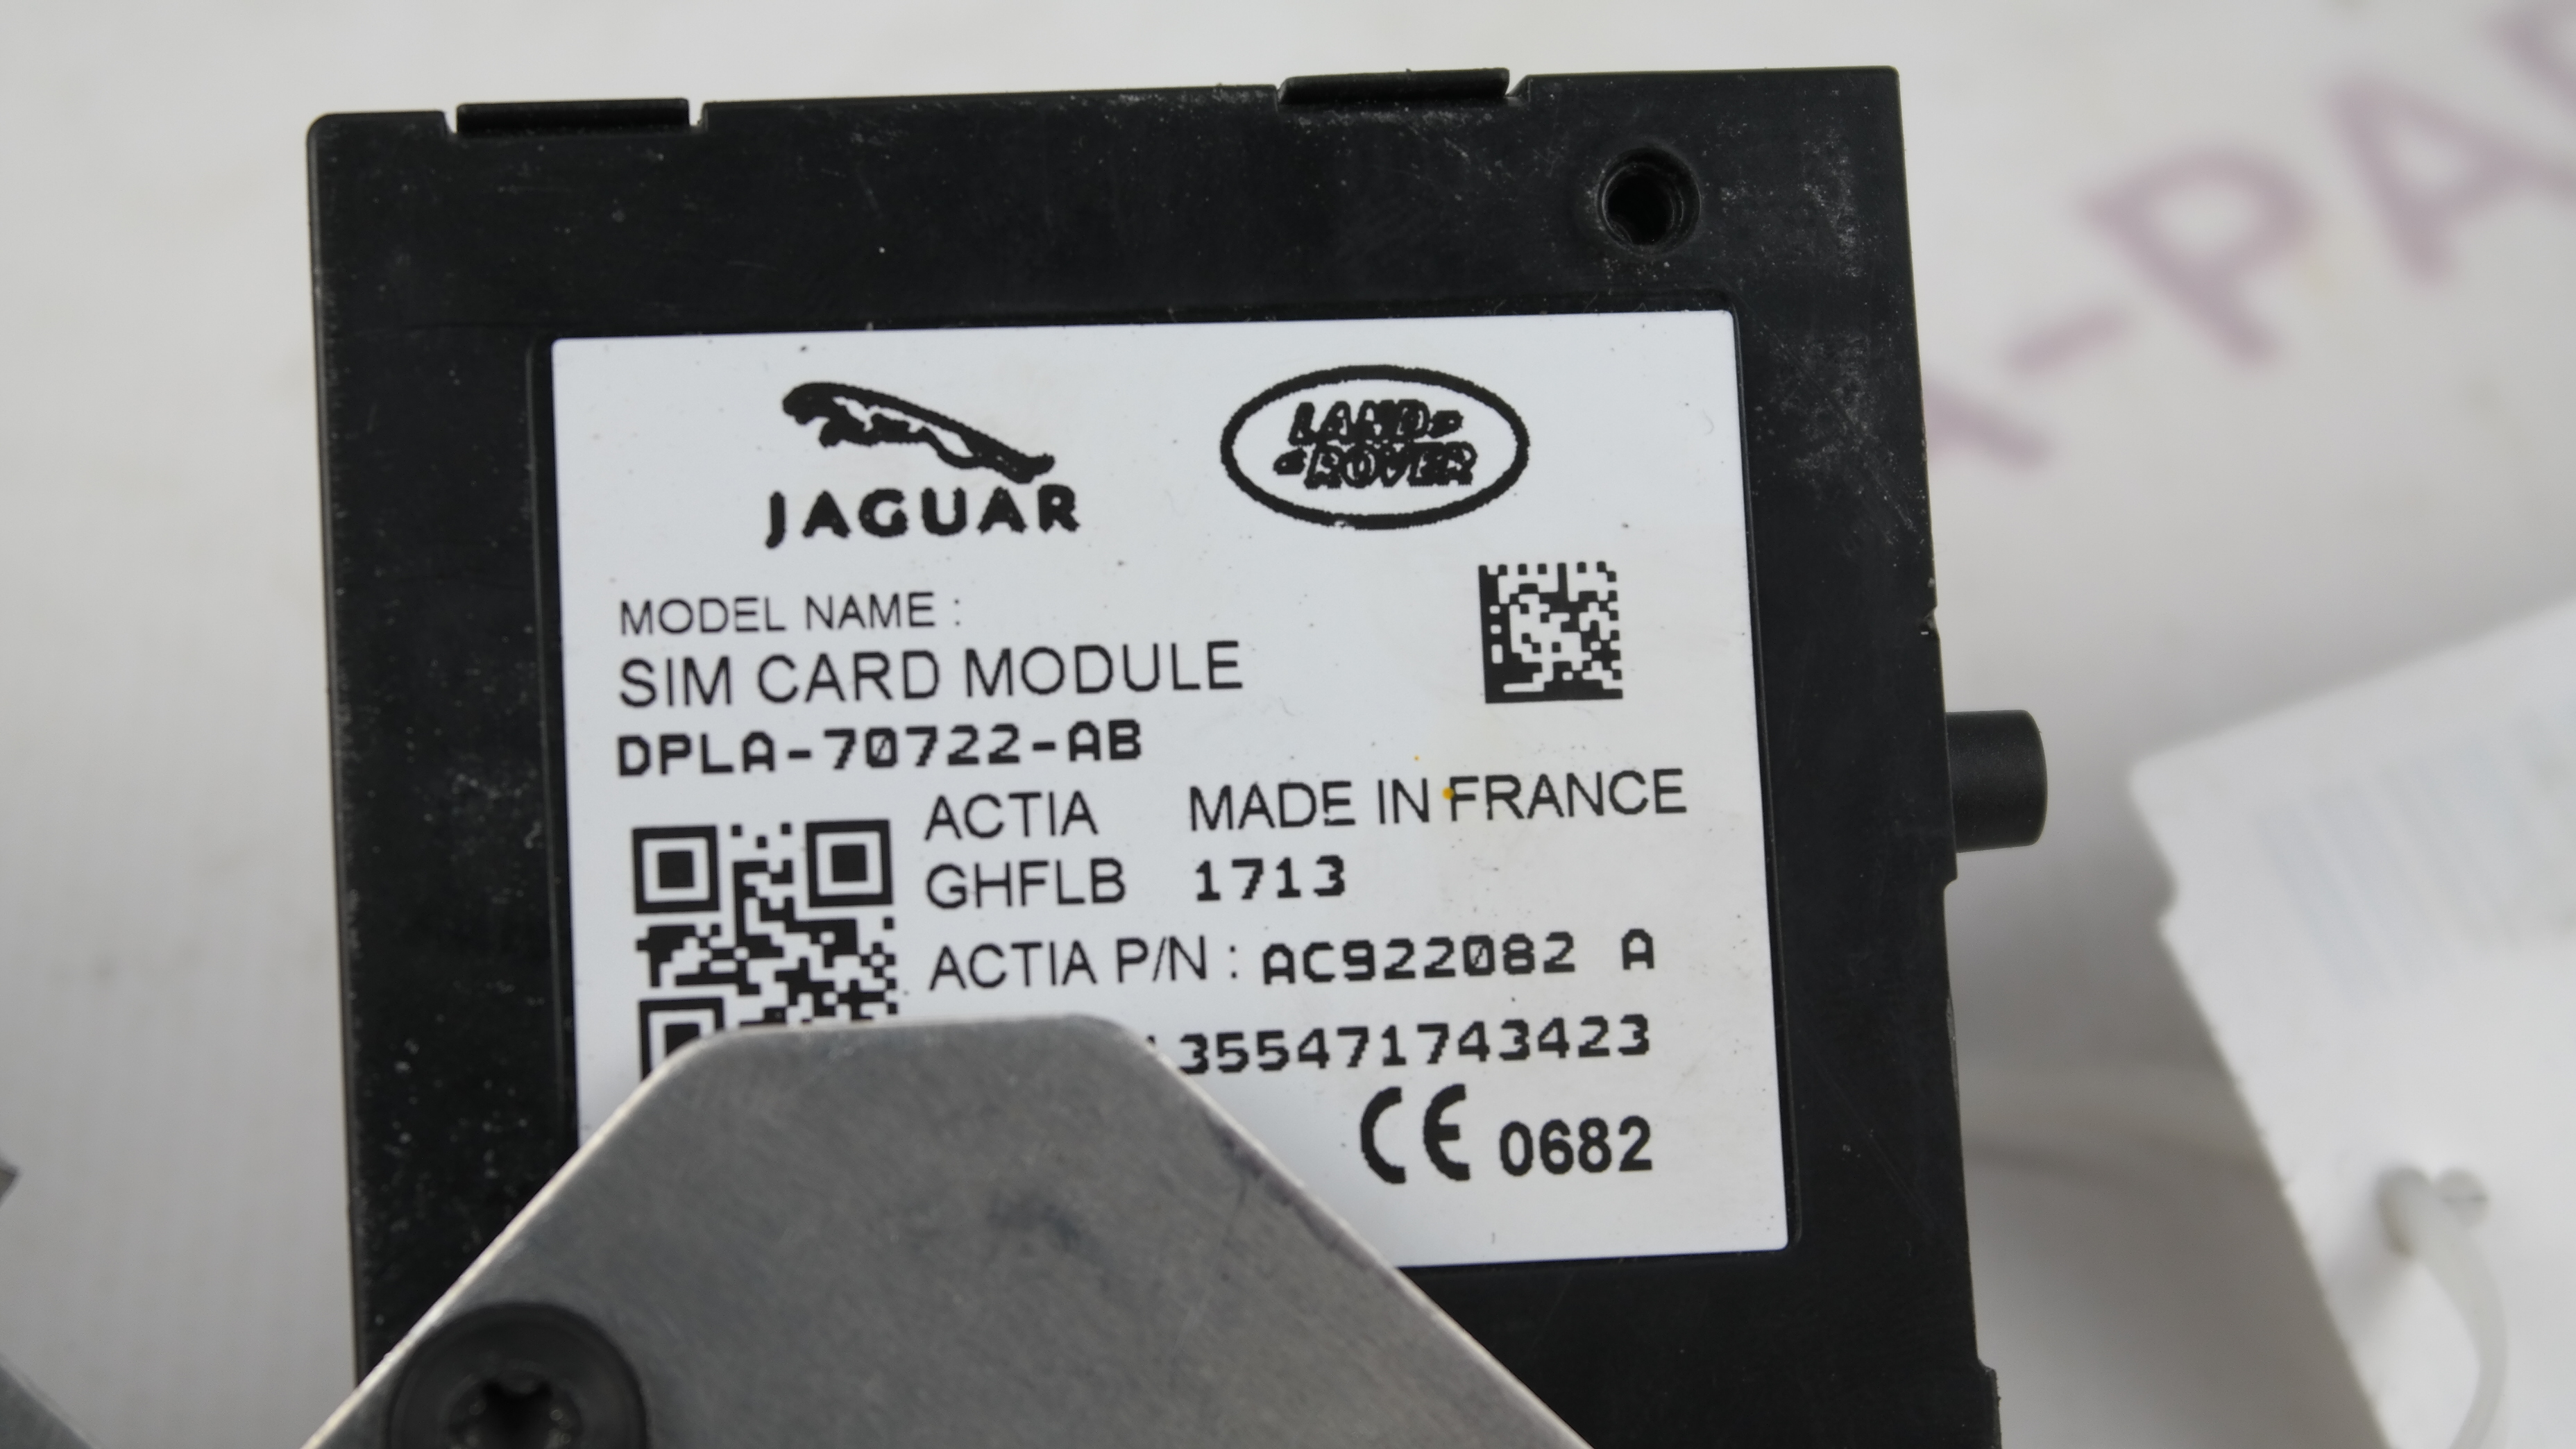 JAGUAR
LAND
ROVER
MODEL NAME :
SIM CARD MODULE
DPLA-70722-AB
ACTIA MADE IN FRANCE
GHFLB 1713
ACTIA P/N : AC922082 A
355471743423
CE 0682
A-PAR